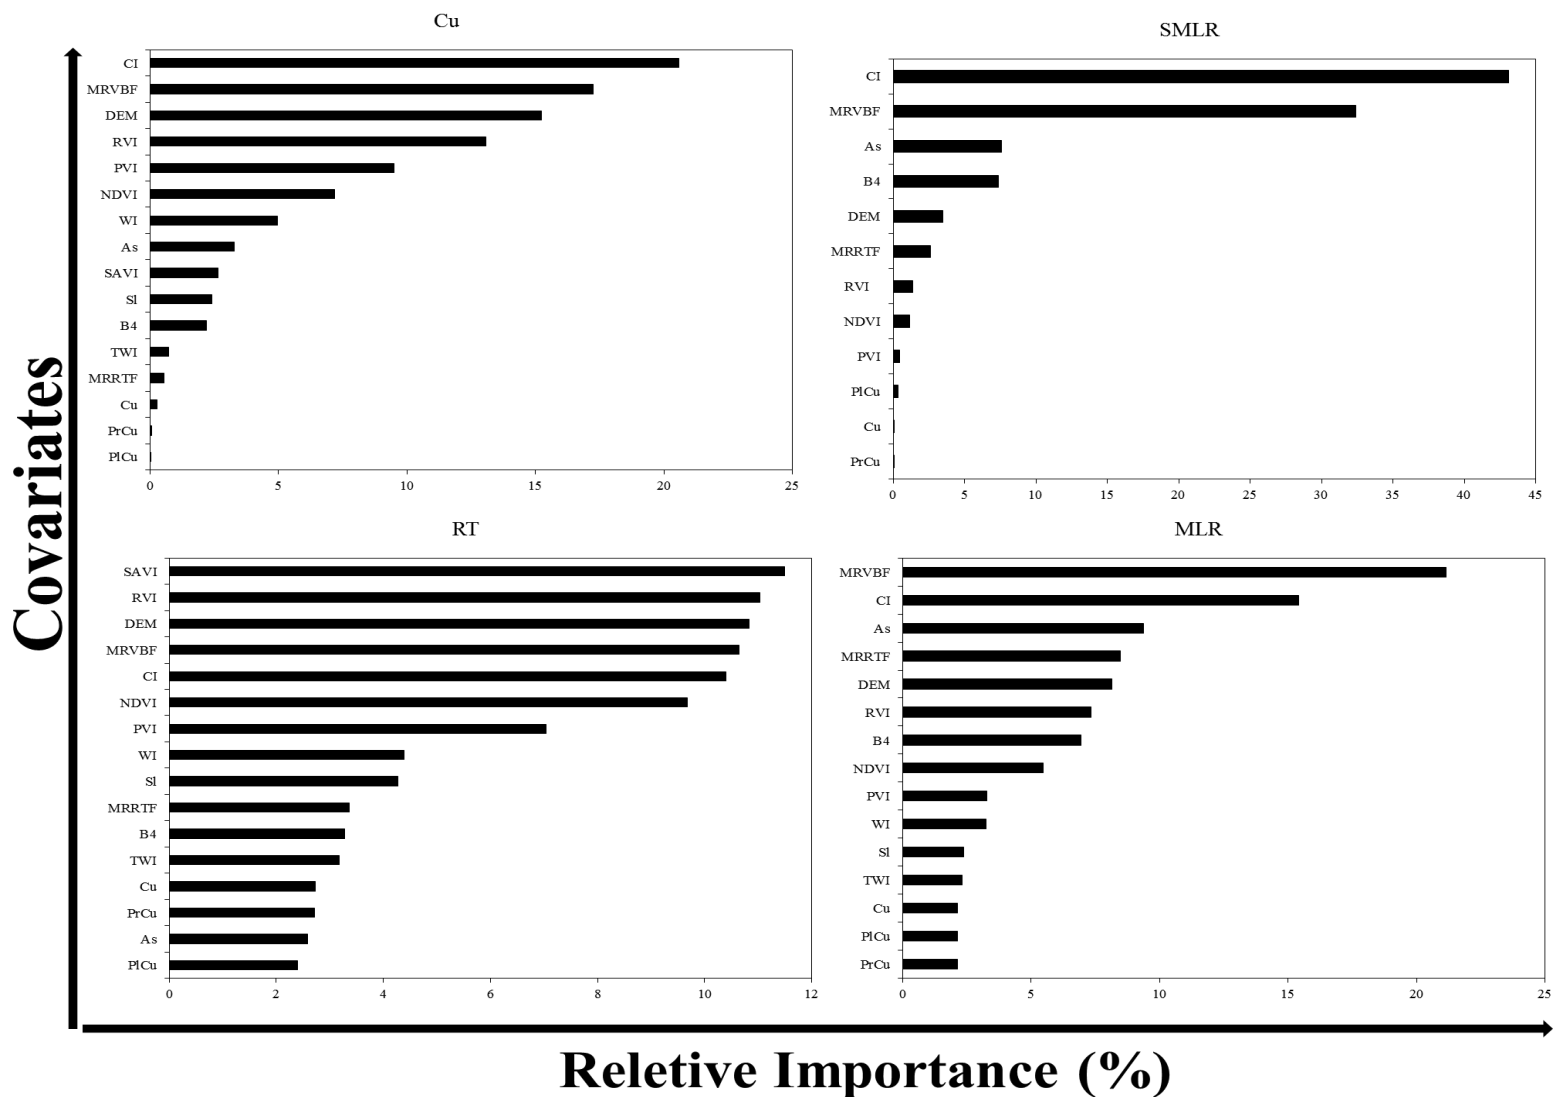 Cu
CI
MRVBF
DEM
RVI
PVI
NDVI
WI
As
SAVI
Sl
B4
TWI
MRRTF
Cu
PrCu
PlCu
0 5 10 15 20 25
SMLR
CI
MRVBF
As
B4
DEM
MRRTF
RVI
NDVI
PVI
PlCu
Cu
PrCu
0 5 10 15 20 25 30 35 40 45
RT
SAVI
RVI
DEM
MRVBF
CI
NDVI
PVI
WI
Sl
MRRTF
B4
TWI
Cu
PrCu
As
PlCu
0 2 4 6 8 10 12
MLR
MRVBF
CI
As
MRRTF
DEM
RVI
B4
NDVI
PVI
WI
Sl
TWI
Cu
PlCu
PrCu
0 5 10 15 20 25
Covariates
Reletive Importance (%)